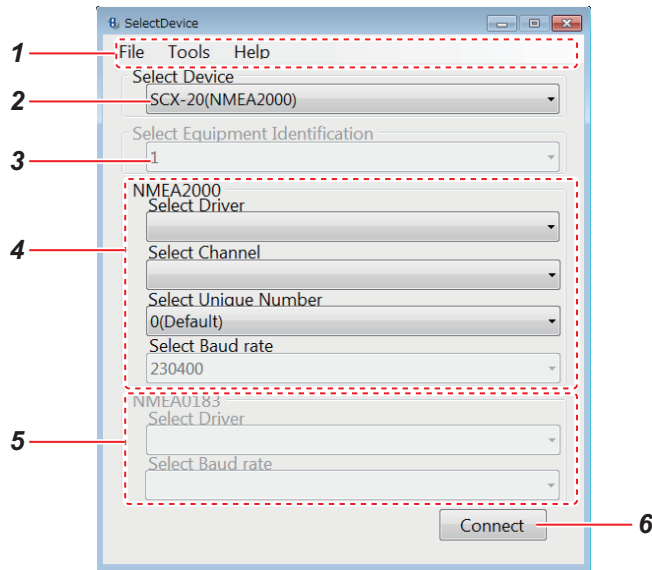 SelectDevice
1
File Tools Help
Select Device
2
SCX-20(NMEA2000)
Select Equipment Identification
3
1
NMEA2000
Select Driver
4
Select Channel
Select Unique Number
0(Default)
Select Baud rate
230400
NMEA0183
Select Driver
5
Select Baud rate
Connect
6